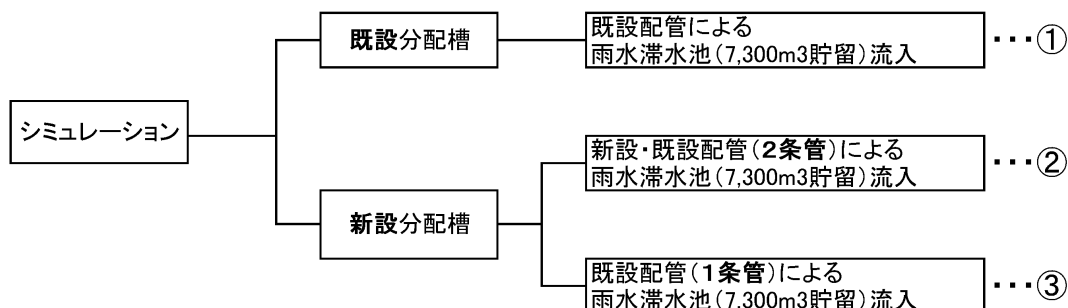 シミュレーション
既設分配槽
既設配管による
雨水滞水池(7,300m3貯留)流入
･･･①
新設分配槽
新設･既設配管(２条管)による
雨水滞水池(7,300m3貯留)流入
･･･②
既設配管(１条管)による
雨水滞水池(7,300m3貯留)流入
･･･③